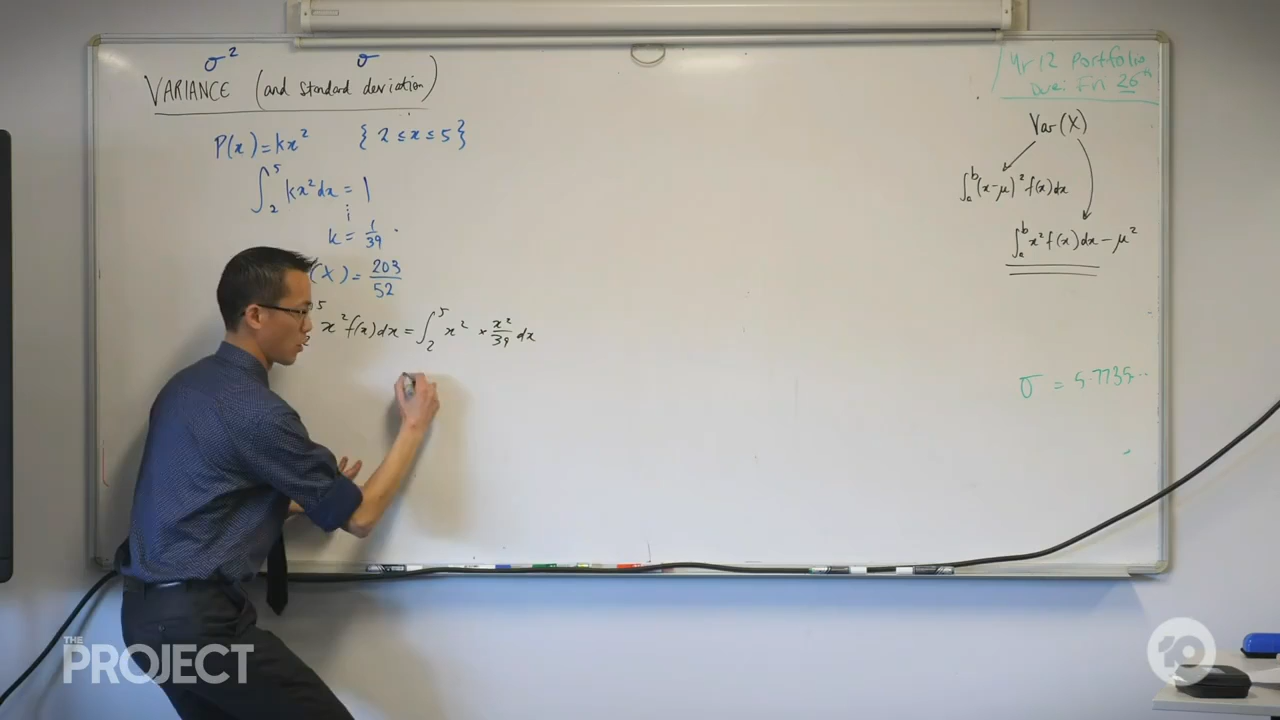 σ² σ
VARIANCE (and standard deviation)
P(x) = kx² { 2 ≤ x ≤ 5 }
∫₂⁵ kx² dx = 1
⋮
k = 1/39 .
(X) = 203/52
⁵₂ x² f(x) dx = ∫₂⁵ x² × x²/39 dx
Yr 12 Portfolio
Due: Fri 26th
Var(X)
∫ₐᵇ (x-μ)² f(x) dx
∫ₐᵇ x² f(x) dx - μ²
σ = 5.7735..
THE
PROJECT
10